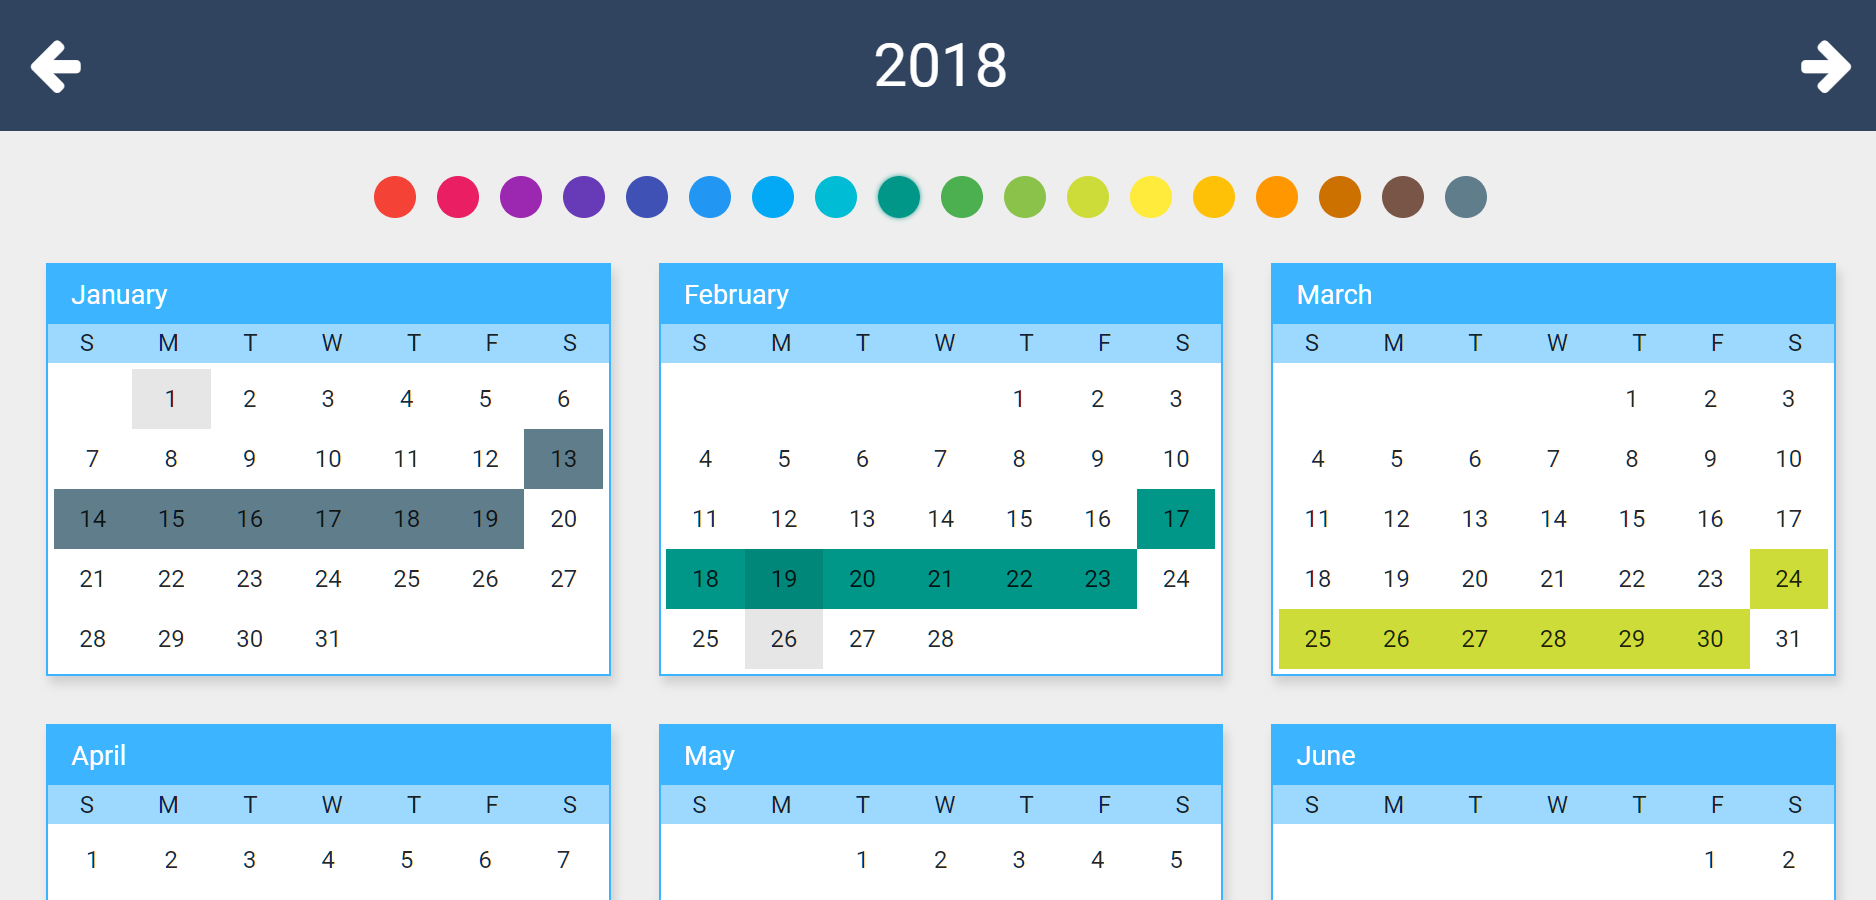 2018
January February March
S M T W T F S S M T W T F S S M T W T F S
1 2 3 4 5 6 1 2 3 1 2 3
7 8 9 10 11 12 13 4 5 6 7 8 9 10 4 5 6 7 8 9 10
14 15 16 17 18 19 20 11 12 13 14 15 16 17 11 12 13 14 15 16 17
21 22 23 24 25 26 27 18 19 20 21 22 23 24 18 19 20 21 22 23 24
28 29 30 31 25 26 27 28 25 26 27 28 29 30 31
April May June
S M T W T F S S M T W T F S S M T W T F S
1 2 3 4 5 6 7 1 2 3 4 5 1 2